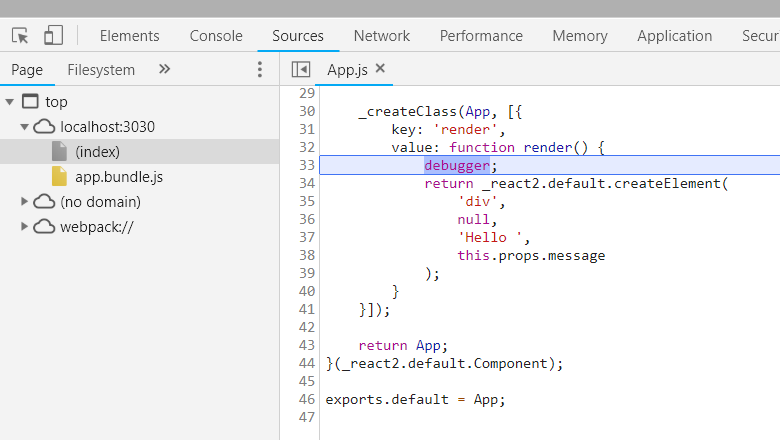 Elements Console Sources Network Performance Memory Application Secur
Page Filesystem » App.js ×
top
localhost:3030
(index)
app.bundle.js
(no domain)
webpack://
29
30     _createClass(App, [{
31         key: 'render',
32         value: function render() {
33             debugger;
34             return _react2.default.createElement(
35                 'div',
36                 null,
37                 'Hello ',
38                 this.props.message
39             );
40         }
41     }]);
42
43     return App;
44 }(_react2.default.Component);
45
46 exports.default = App;
47